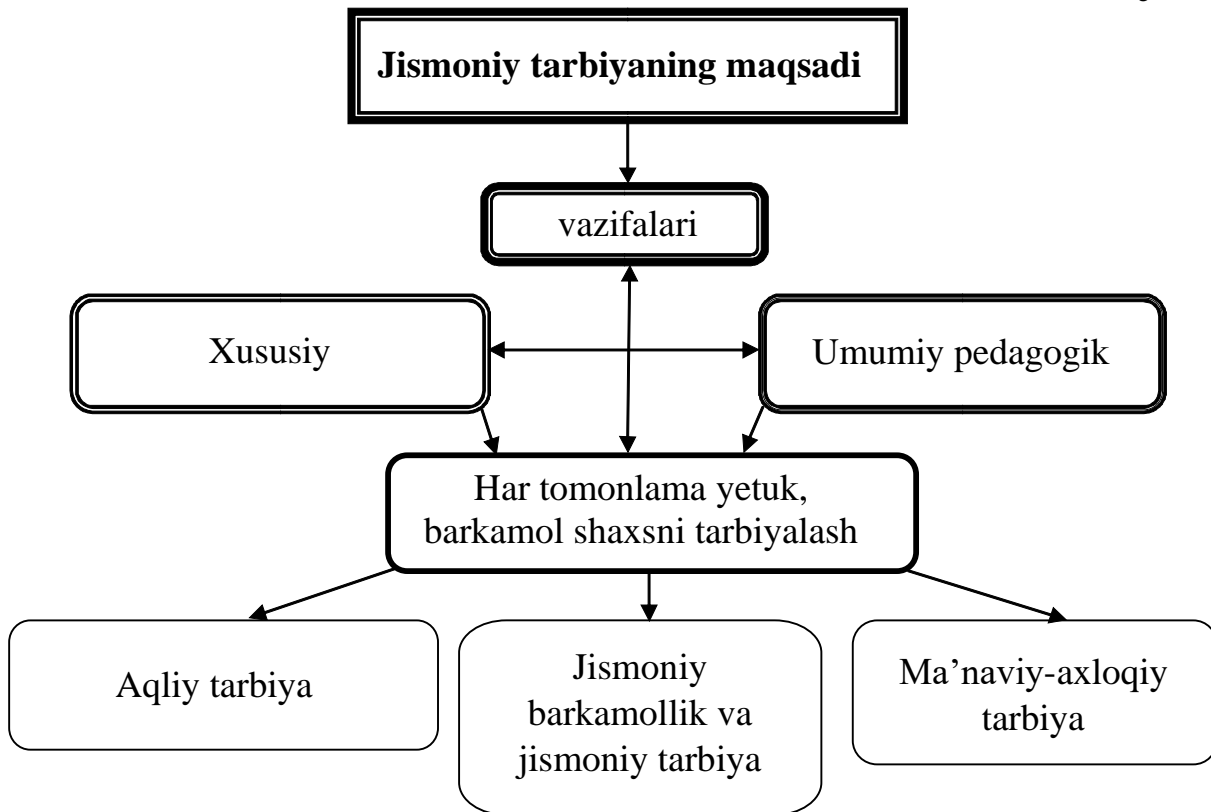 Jismoniy tarbiyaning maqsadi
vazifalari
Xususiy
Umumiy pedagogik
Har tomonlama yetuk,
barkamol shaxsni tarbiyalash
Aqliy tarbiya
Jismoniy
barkamollik va
jismoniy tarbiya
Ma’naviy-axloqiy
tarbiya